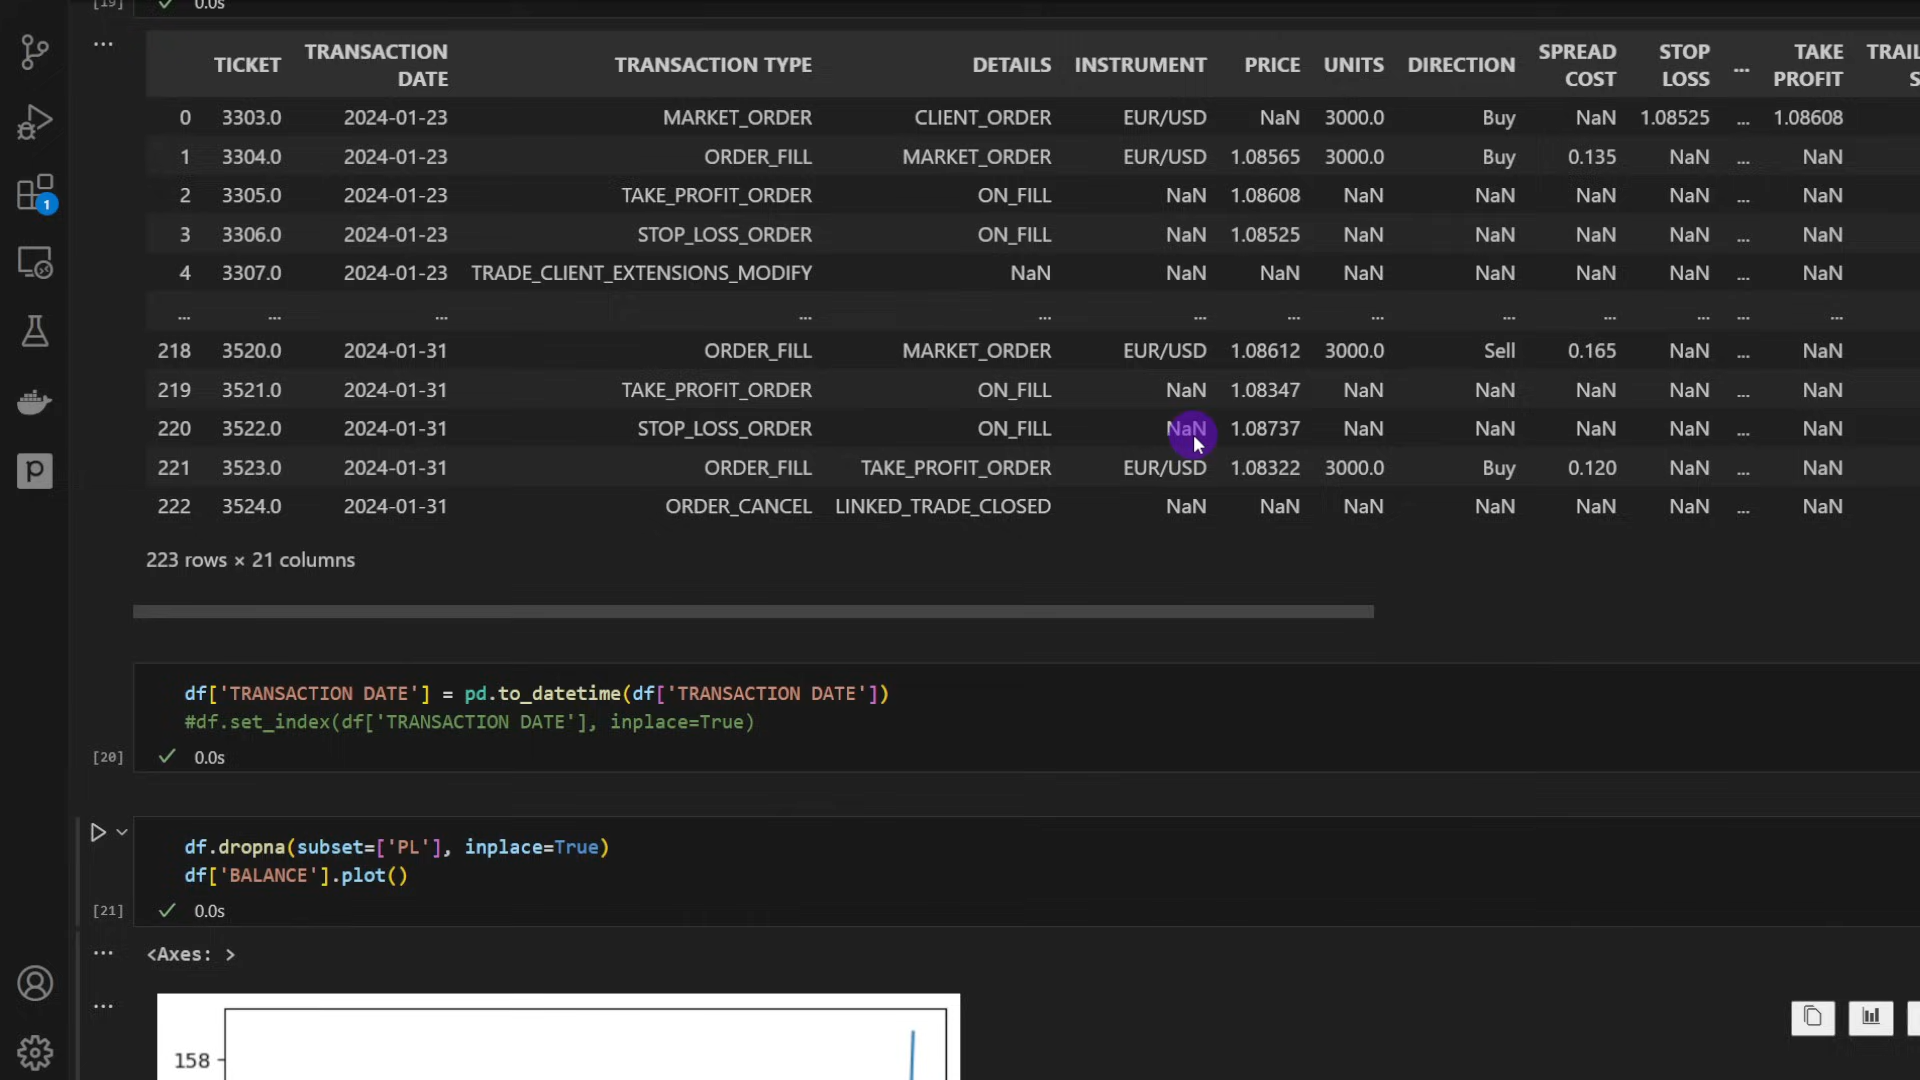 [19] 0.0s
TICKET TRANSACTION DATE TRANSACTION TYPE DETAILS INSTRUMENT PRICE UNITS DIRECTION SPREAD COST STOP LOSS ... TAKE PROFIT TRAIL S
0 3303.0 2024-01-23 MARKET_ORDER CLIENT_ORDER EUR/USD NaN 3000.0 Buy NaN 1.08525 ... 1.08608
1 3304.0 2024-01-23 ORDER_FILL MARKET_ORDER EUR/USD 1.08565 3000.0 Buy 0.135 NaN ... NaN
2 3305.0 2024-01-23 TAKE_PROFIT_ORDER ON_FILL NaN 1.08608 NaN NaN NaN NaN ... NaN
3 3306.0 2024-01-23 STOP_LOSS_ORDER ON_FILL NaN 1.08525 NaN NaN NaN NaN ... NaN
4 3307.0 2024-01-23 TRADE_CLIENT_EXTENSIONS_MODIFY NaN NaN NaN NaN NaN NaN NaN ... NaN
... ... ... ... ... ... ... ... ... ... ... ... ...
218 3520.0 2024-01-31 ORDER_FILL MARKET_ORDER EUR/USD 1.08612 3000.0 Sell 0.165 NaN ... NaN
219 3521.0 2024-01-31 TAKE_PROFIT_ORDER ON_FILL NaN 1.08347 NaN NaN NaN NaN ... NaN
220 3522.0 2024-01-31 STOP_LOSS_ORDER ON_FILL NaN 1.08737 NaN NaN NaN NaN ... NaN
221 3523.0 2024-01-31 ORDER_FILL TAKE_PROFIT_ORDER EUR/USD 1.08322 3000.0 Buy 0.120 NaN ... NaN
222 3524.0 2024-01-31 ORDER_CANCEL LINKED_TRADE_CLOSED NaN NaN NaN NaN NaN NaN ... NaN
223 rows × 21 columns
df['TRANSACTION DATE'] = pd.to_datetime(df['TRANSACTION DATE'])
#df.set_index(df['TRANSACTION DATE'], inplace=True)
[20] 0.0s
df.dropna(subset=['PL'], inplace=True)
df['BALANCE'].plot()
[21] 0.0s
<Axes: >
158
1
p